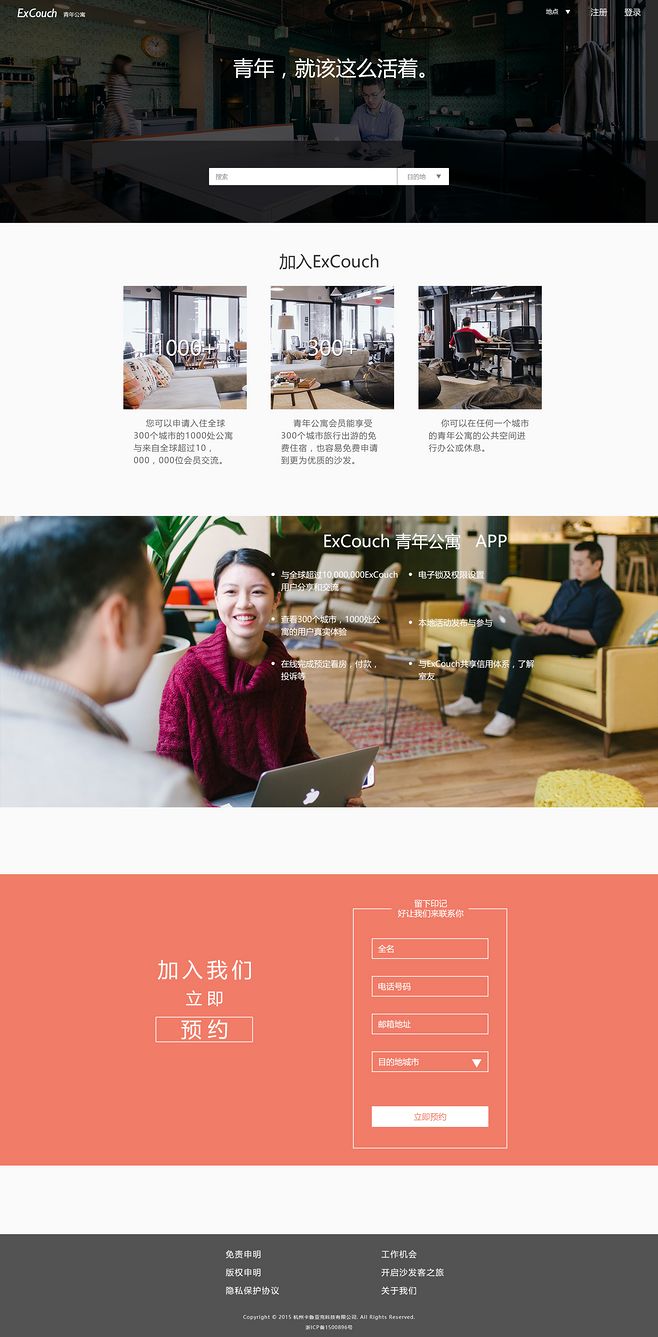 ExCouch 青年公寓
地点 ▼ 注册 登录
青年，就该这么活着。
搜索 目的地 ▼
加入ExCouch
1000+ 300+
您可以申请入住全球
300个城市的1000处公寓
与来自全球超过10，
000，000位会员交流。
青年公寓会员能享受
300个城市旅行出游的免
费住宿，也容易免费申请
到更为优质的沙发。
你可以在任何一个城市
的青年公寓的公共空间进
行办公或休息。
ExCouch 青年公寓 APP
• 与全球超过10,000,000ExCouch
用户分享和交流
• 查看300个城市，1000处公
寓的用户真实体验
• 在线完成预定看房，付款，
投诉等
• 电子锁及权限设置
• 本地活动发布与参与
• 与ExCouch共享信用体系，了解
室友
加入我们
立即
预约
留下印记
好让我们来联系你
全名
电话号码
邮箱地址
目的地城市 ▼
立即预约
免责申明
版权申明
隐私保护协议
工作机会
开启沙发客之旅
关于我们
Copyright © 2015 杭州卡鲁亚克科技有限公司. All Rights Reserved.
浙ICP备1500896号